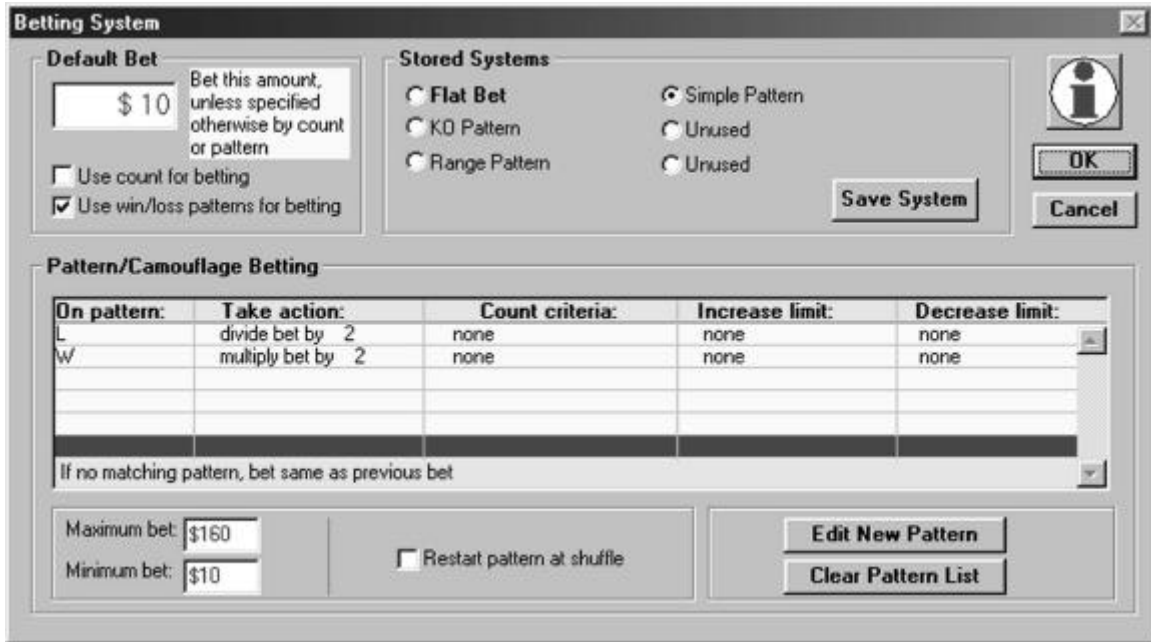 Betting System
Default Bet
$ 10
Bet this amount,
unless specified
otherwise by count
or pattern
Use count for betting
Use win/loss patterns for betting
Stored Systems
Flat Bet
Simple Pattern
KO Pattern
Unused
Range Pattern
Unused
Save System
OK
Cancel
Pattern/Camouflage Betting
On pattern: Take action: Count criteria: Increase limit: Decrease limit:
L divide bet by 2 none none none
W multiply bet by 2 none none none
If no matching pattern, bet same as previous bet
Maximum bet: $160
Minimum bet: $10
Restart pattern at shuffle
Edit New Pattern
Clear Pattern List